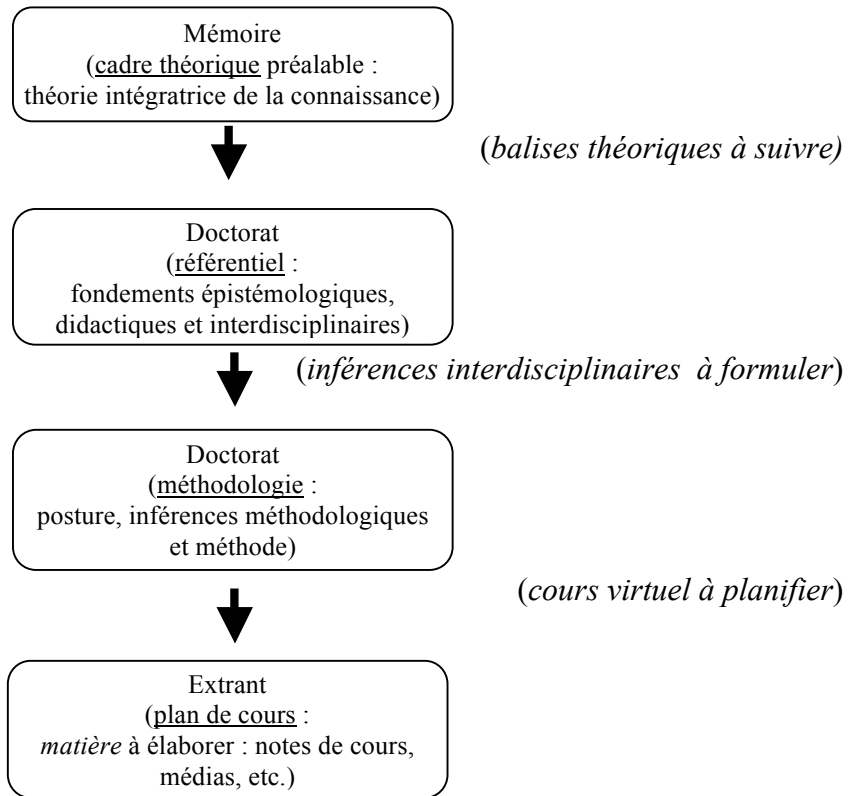 Mémoire
(cadre théorique préalable :
théorie intégratrice de la connaissance)
(balises théoriques à suivre)
Doctorat
(référentiel :
fondements épistémologiques,
didactiques et interdisciplinaires)
(inférences interdisciplinaires à formuler)
Doctorat
(méthodologie :
posture, inférences méthodologiques
et méthode)
(cours virtuel à planifier)
Extrant
(plan de cours :
matière à élaborer : notes de cours,
médias, etc.)